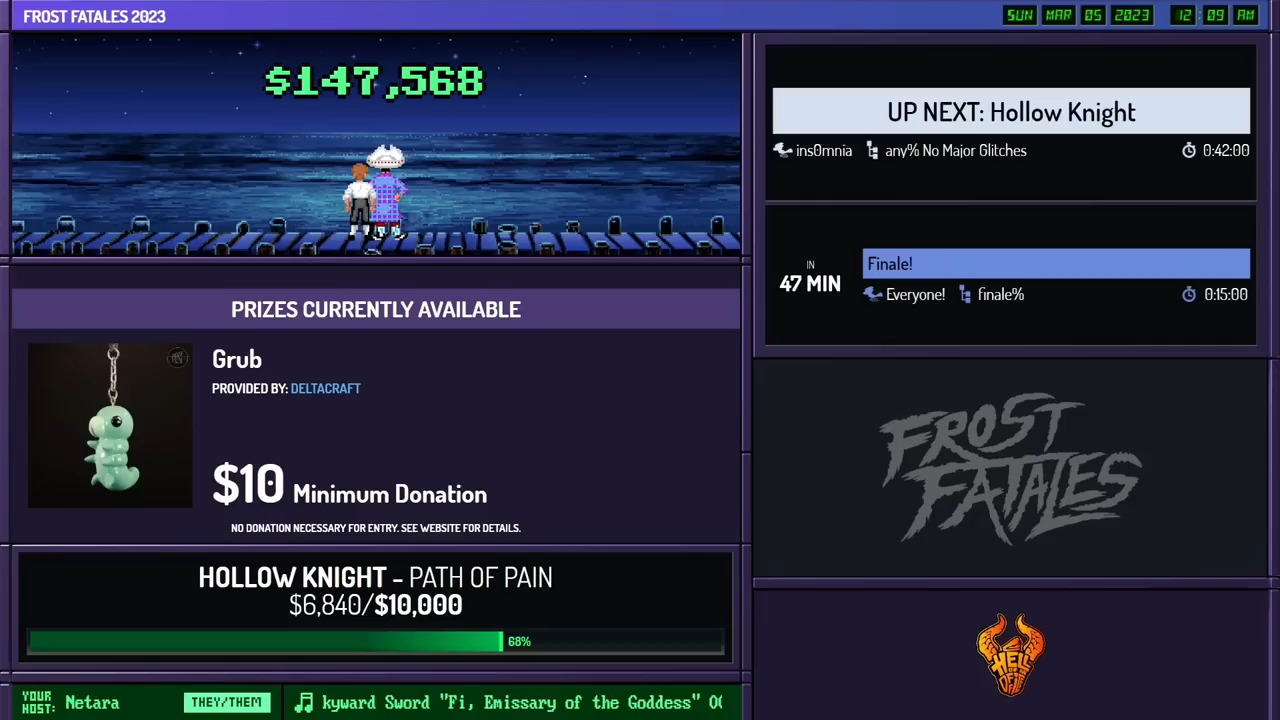 FROST FATALES 2023
SUN MAR 05 2023 12:09 AM
$147,568
UP NEXT: Hollow Knight
ins0mnia any% No Major Glitches 0:42:00
IN
47 MIN
Finale!
Everyone! finale% 0:15:00
PRIZES CURRENTLY AVAILABLE
Grub
PROVIDED BY: DELTACRAFT
$10 Minimum Donation
NO DONATION NECESSARY FOR ENTRY. SEE WEBSITE FOR DETAILS.
FROST
FATALES
HOLLOW KNIGHT - PATH OF PAIN
$6,840/$10,000
68%
HELL
OF IT
YOUR
HOST: Netara THEY/THEM kyward Sword "Fi, Emissary of the Goddess"